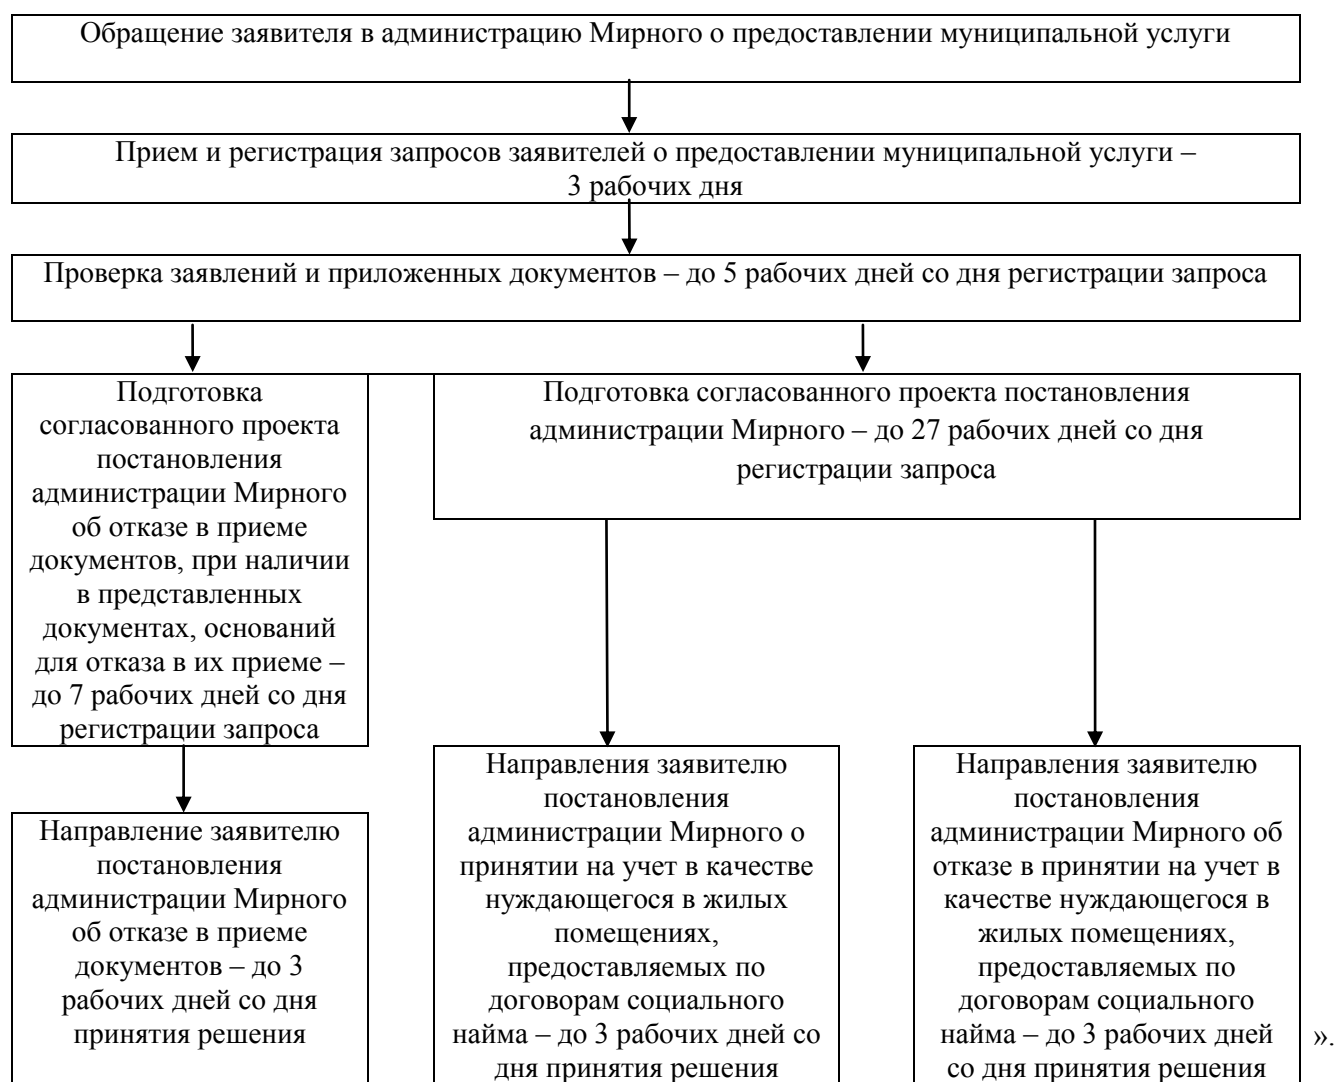 Обращение заявителя в администрацию Мирного о предоставлении муниципальной услуги
Прием и регистрация запросов заявителей о предоставлении муниципальной услуги –
3 рабочих дня
Проверка заявлений и приложенных документов – до 5 рабочих дней со дня регистрации запроса
Подготовка
согласованного проекта
постановления
администрации Мирного
об отказе в приеме
документов, при наличии
в представленных
документах, оснований
для отказа в их приеме –
до 7 рабочих дней со дня
регистрации запроса
Подготовка согласованного проекта постановления
администрации Мирного – до 27 рабочих дней со дня
регистрации запроса
Направление заявителю
постановления
администрации Мирного
об отказе в приеме
документов – до 3
рабочих дней со дня
принятия решения
Направления заявителю
постановления
администрации Мирного о
принятии на учет в качестве
нуждающегося в жилых
помещениях,
предоставляемых по
договорам социального
найма – до 3 рабочих дней со
дня принятия решения
Направления заявителю
постановления
администрации Мирного об
отказе в принятии на учет в
качестве нуждающегося в
жилых помещениях,
предоставляемых по
договорам социального
найма – до 3 рабочих дней
со дня принятия решения
».